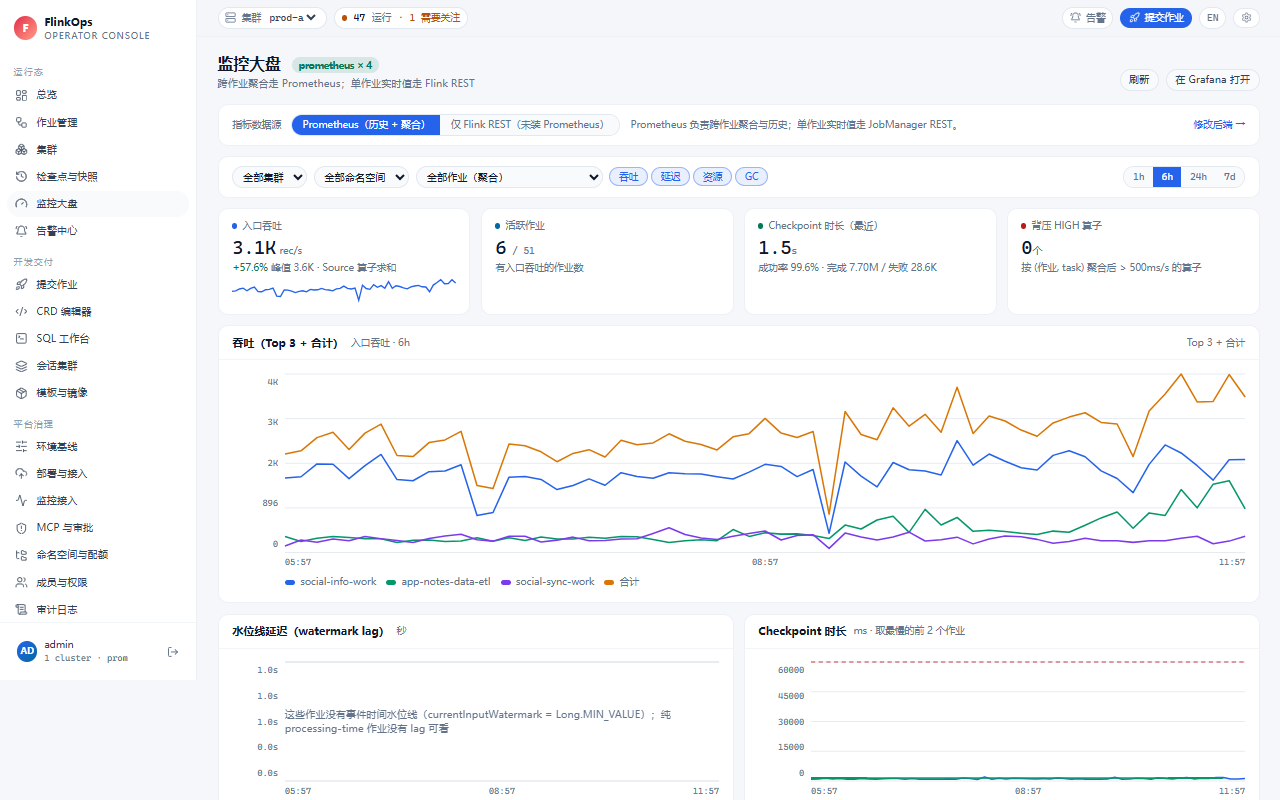 FlinkOps
OPERATOR CONSOLE
集群 prod-a
47 运行 · 1 需要关注
告警
提交作业
EN
运行态
总览
作业管理
集群
检查点与快照
监控大盘
告警中心
开发交付
提交作业
CRD 编辑器
SQL 工作台
会话集群
模板与镜像
平台治理
环境基线
部署与接入
监控接入
MCP 与审批
命名空间与配额
成员与权限
审计日志
AD
admin
1 cluster · prom
监控大盘 prometheus × 4
跨作业聚合走 Prometheus；单作业实时值走 Flink REST
刷新
在 Grafana 打开
指标数据源
Prometheus（历史 + 聚合）
仅 Flink REST（未装 Prometheus）
Prometheus 负责跨作业聚合与历史；单作业实时值走 JobManager REST。
修改后端 →
全部集群
全部命名空间
全部作业（聚合）
吞吐
延迟
资源
GC
1h
6h
24h
7d
入口吞吐
3.1K rec/s
+57.6% 峰值 3.6K · Source 算子求和
活跃作业
6 / 51
有入口吞吐的作业数
Checkpoint 时长（最近）
1.5s
成功率 99.6% · 完成 7.70M / 失败 28.6K
背压 HIGH 算子
0个
按 (作业, task) 聚合后 > 500ms/s 的算子
吞吐（Top 3 + 合计） 入口吞吐 · 6h
Top 3 + 合计
4K
3K
2K
896
0
05:57
08:57
11:57
social-info-work
app-notes-data-etl
social-sync-work
合计
水位线延迟（watermark lag） 秒
1.0s
1.0s
1.0s
0.0s
0.0s
这些作业没有事件时间水位线（currentInputWatermark = Long.MIN_VALUE）；纯
processing-time 作业没有 lag 可看
05:57
08:57
11:57
Checkpoint 时长 ms · 取最慢的前 2 个作业
60000
45000
30000
15000
0
05:57
08:57
11:57